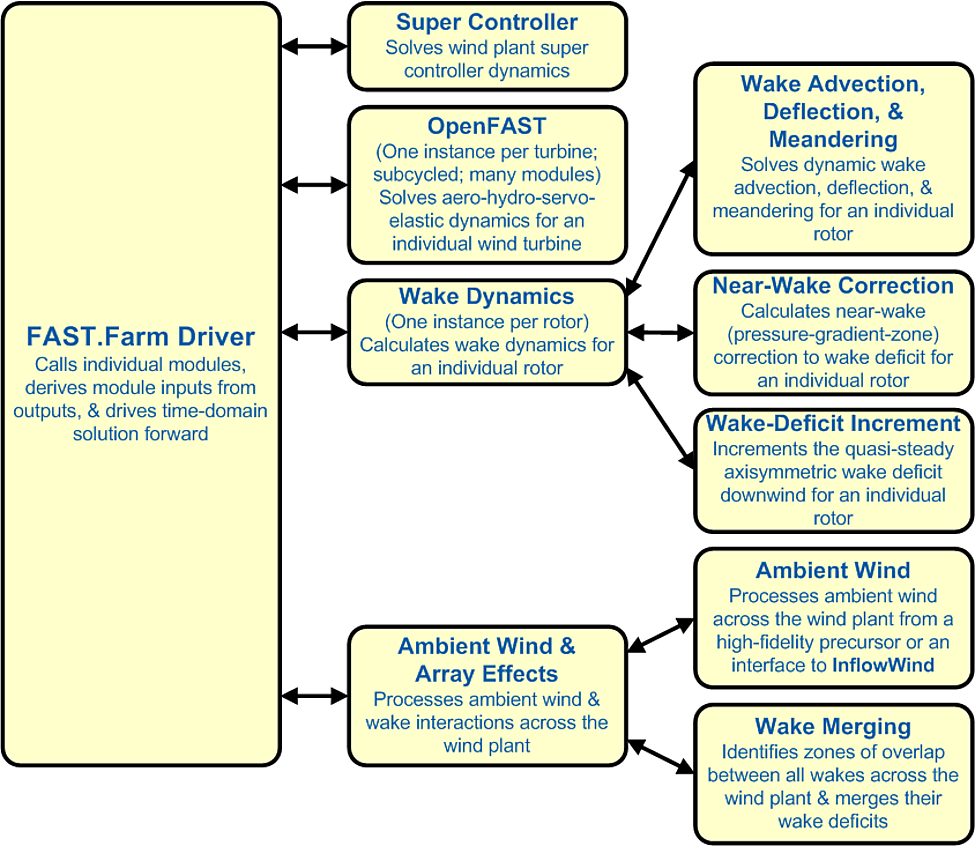 FAST.Farm Driver
Calls individual modules,
derives module inputs from
outputs, & drives time-domain
solution forward
Super Controller
Solves wind plant super
controller dynamics
OpenFAST
(One instance per turbine;
subcycled; many modules)
Solves aero-hydro-servo-
elastic dynamics for an
individual wind turbine
Wake Dynamics
(One instance per rotor)
Calculates wake dynamics for
an individual rotor
Wake Advection,
Deflection, &
Meandering
Solves dynamic wake
advection, deflection, &
meandering for an individual
rotor
Near-Wake Correction
Calculates near-wake
(pressure-gradient-zone)
correction to wake deficit for
an individual rotor
Wake-Deficit Increment
Increments the quasi-steady
axisymmetric wake deficit
downwind for an individual
rotor
Ambient Wind &
Array Effects
Processes ambient wind &
wake interactions across the
wind plant
Ambient Wind
Processes ambient wind
across the wind plant from a
high-fidelity precursor or an
interface to InflowWind
Wake Merging
Identifies zones of overlap
between all wakes across the
wind plant & merges their
wake deficits